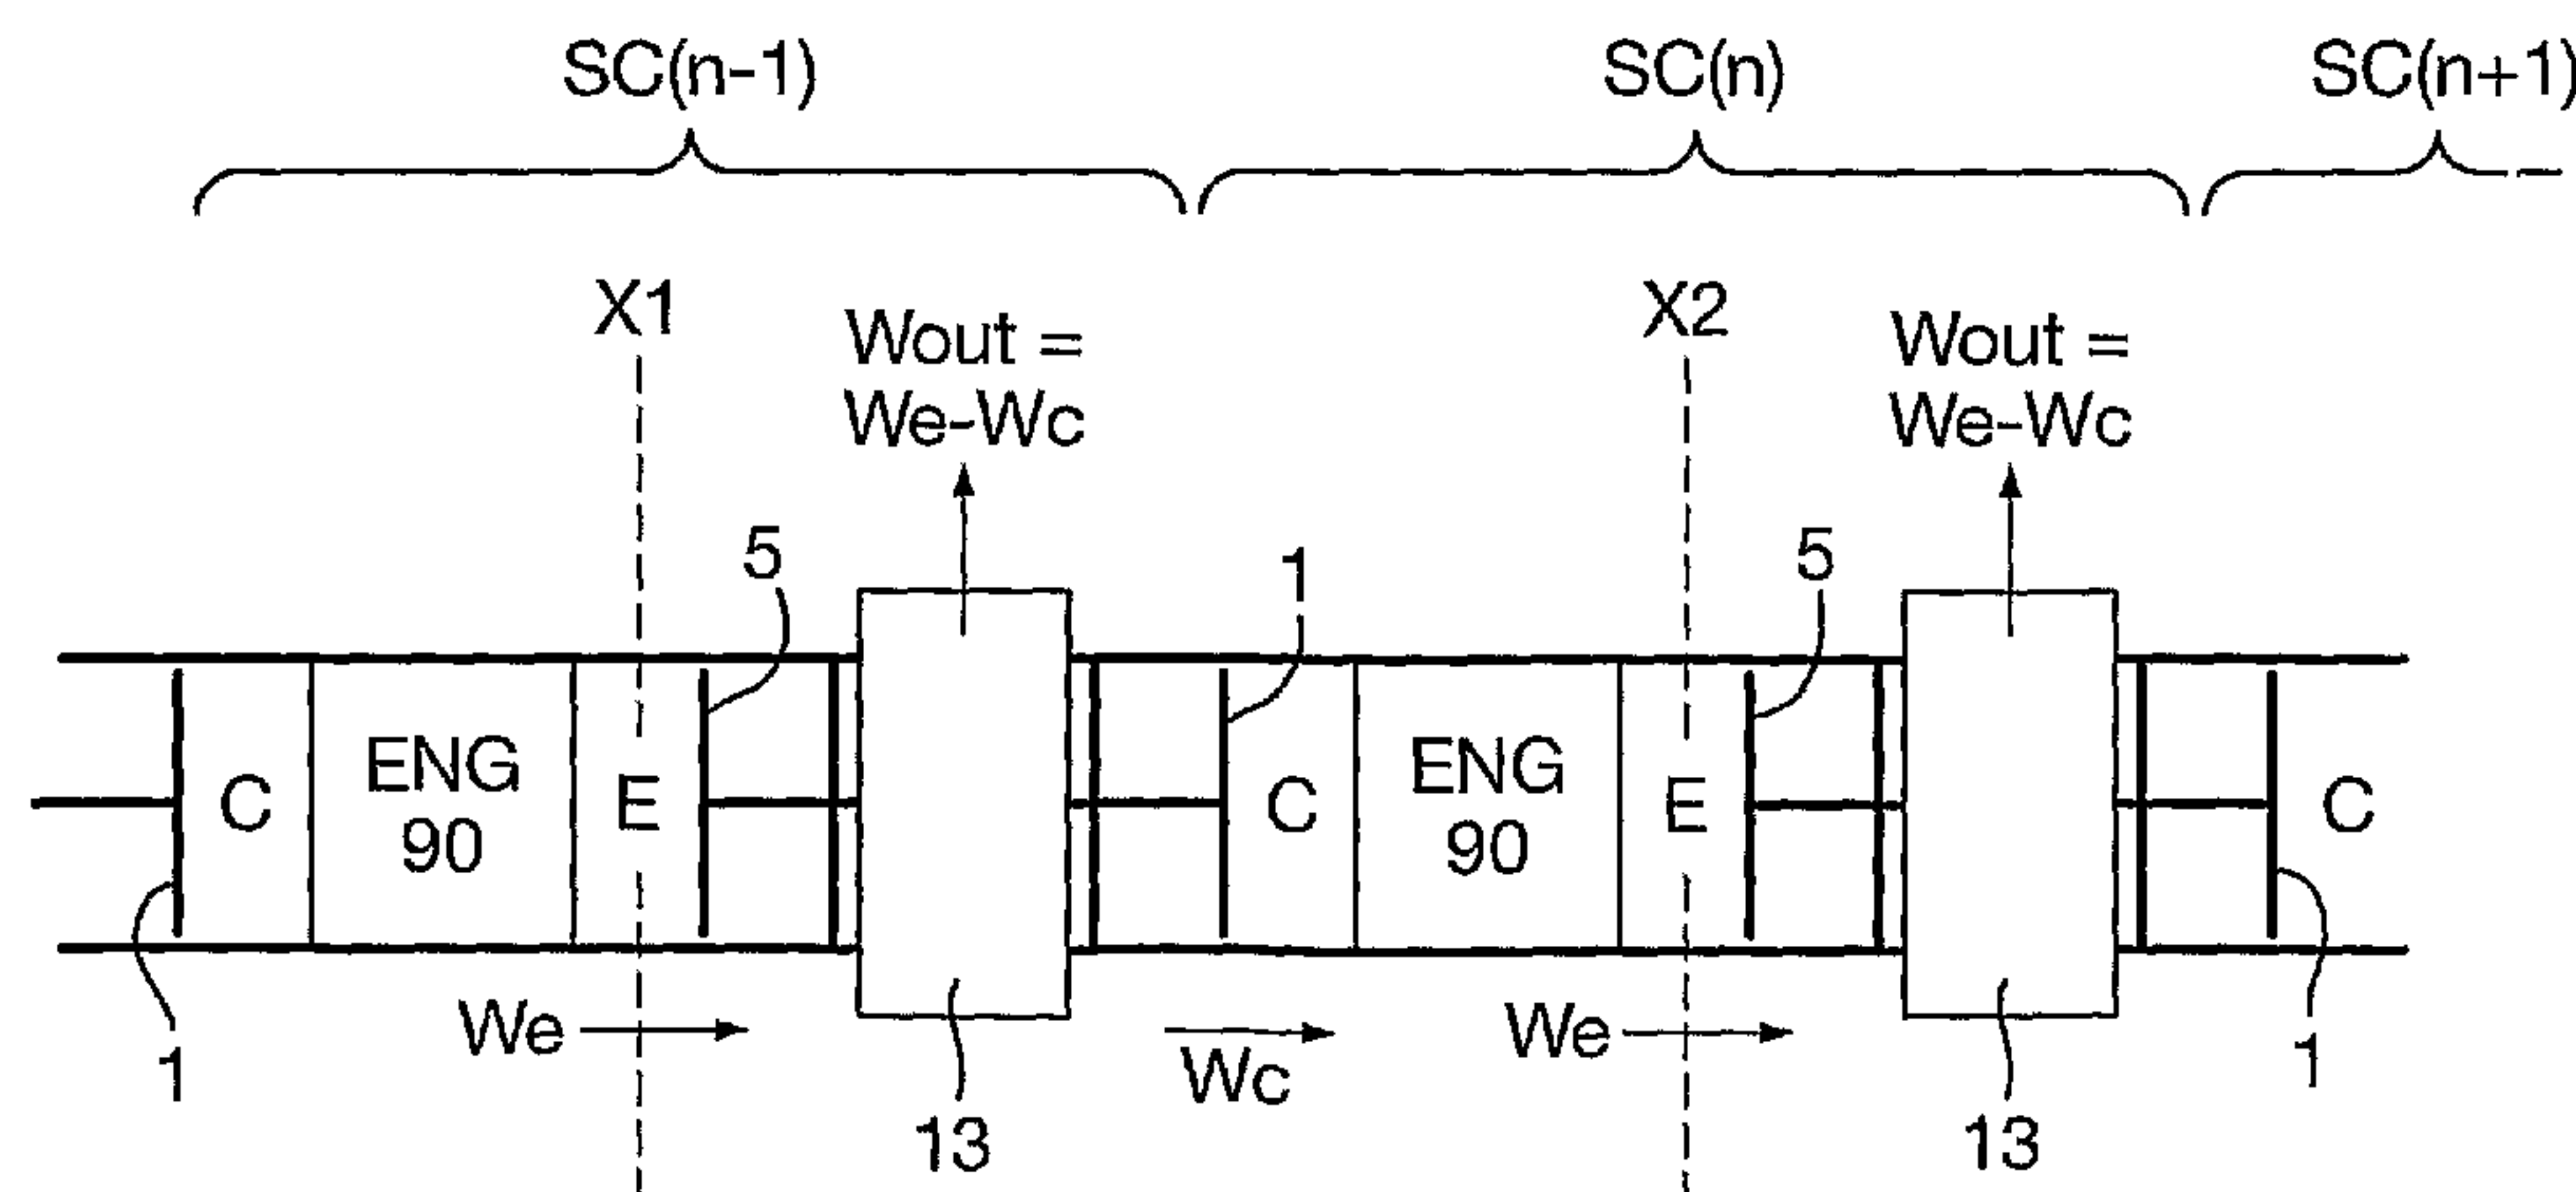 SC(n-1)
SC(n)
SC(n+1)
X1
Wout =
We-Wc
X2
Wout =
We-Wc
5
1
5
C
ENG
90
E
C
ENG
90
E
C
1
We
13
Wc
We
13
1